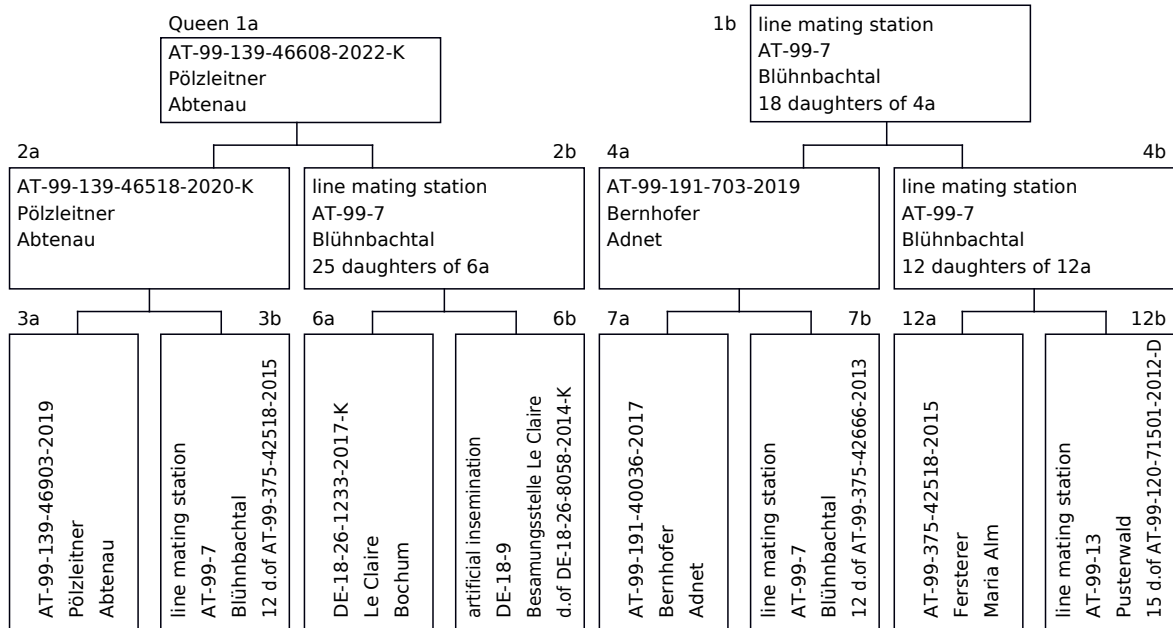 Queen 1a
AT-99-139-46608-2022-K
Pölzleitner
Abtenau
1b
line mating station
AT-99-7
Blühnbachtal
18 daughters of 4a
2a
AT-99-139-46518-2020-K
Pölzleitner
Abtenau
2b
line mating station
AT-99-7
Blühnbachtal
25 daughters of 6a
4a
AT-99-191-703-2019
Bernhofer
Adnet
4b
line mating station
AT-99-7
Blühnbachtal
12 daughters of 12a
3a
AT-99-139-46903-2019
Pölzleitner
Abtenau
3b
line mating station
AT-99-7
Blühnbachtal
12 d.of AT-99-375-42518-2015
6a
DE-18-26-1233-2017-K
Le Claire
Bochum
6b
artificial insemination
DE-18-9
Besamungsstelle Le Claire
d.of DE-18-26-8058-2014-K
7a
AT-99-191-40036-2017
Bernhofer
Adnet
7b
line mating station
AT-99-7
Blühnbachtal
12 d.of AT-99-375-42666-2013
12a
AT-99-375-42518-2015
Fersterer
Maria Alm
12b
line mating station
AT-99-13
Pusterwald
15 d.of AT-99-120-71501-2012-D